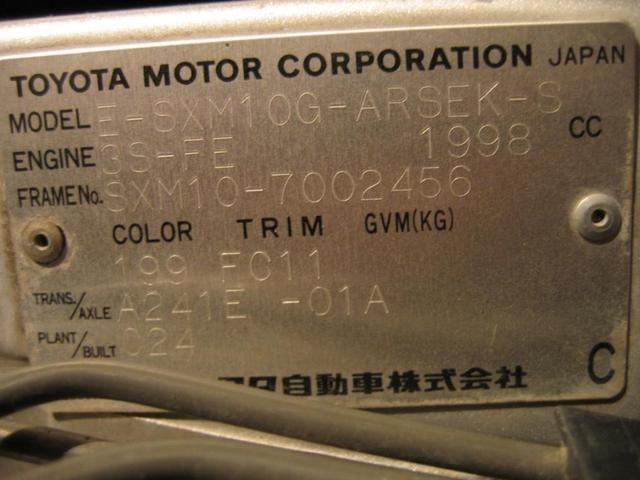 TOYOTA MOTOR CORPORATION JAPAN
MODEL E-SXM10G-ARSEK-S
ENGINE 3S-FE 1998 CC
FRAME No. SXM10-7002456
COLOR TRIM GVM(KG)
199 FC11
TRANS./AXLE A241E -01A
PLANT/BUILT C24
自動車株式会社 C